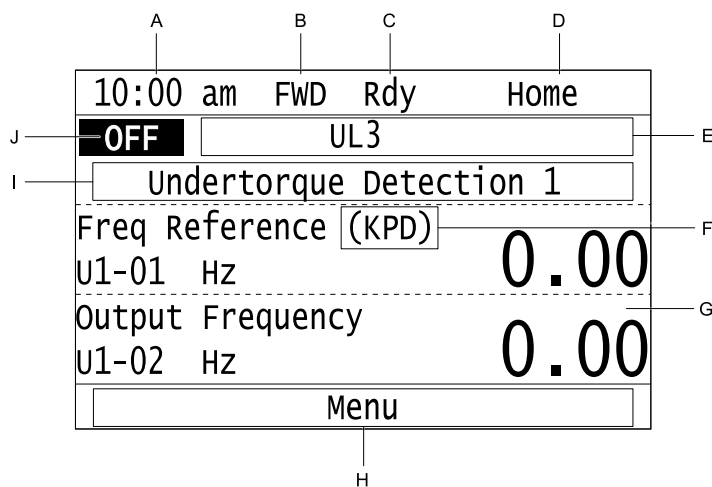 A B C D
10:00 am FWD Rdy Home
J OFF UL3 E
I Undertorque Detection 1
Freq Reference (KPD) F
U1-01 Hz 0.00
Output Frequency G
U1-02 Hz 0.00
Menu
H